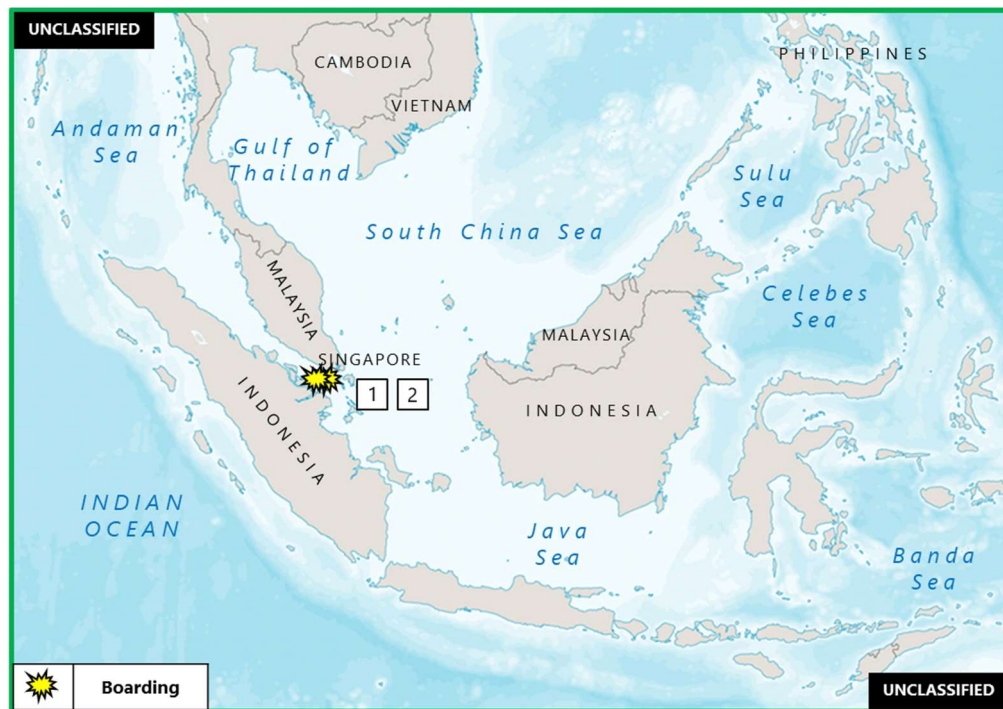 UNCLASSIFIED
PHILIPPINES
CAMBODIA
VIETNAM
Andaman
Sea
Gulf of
Thailand
Sulu
Sea
South China Sea
MALAYSIA
Celebes
Sea
MALAYSIA
SINGAPORE
1 2
INDONESIA
INDONESIA
INDIAN
OCEAN
Java
Sea
Banda
Sea
Boarding
UNCLASSIFIED